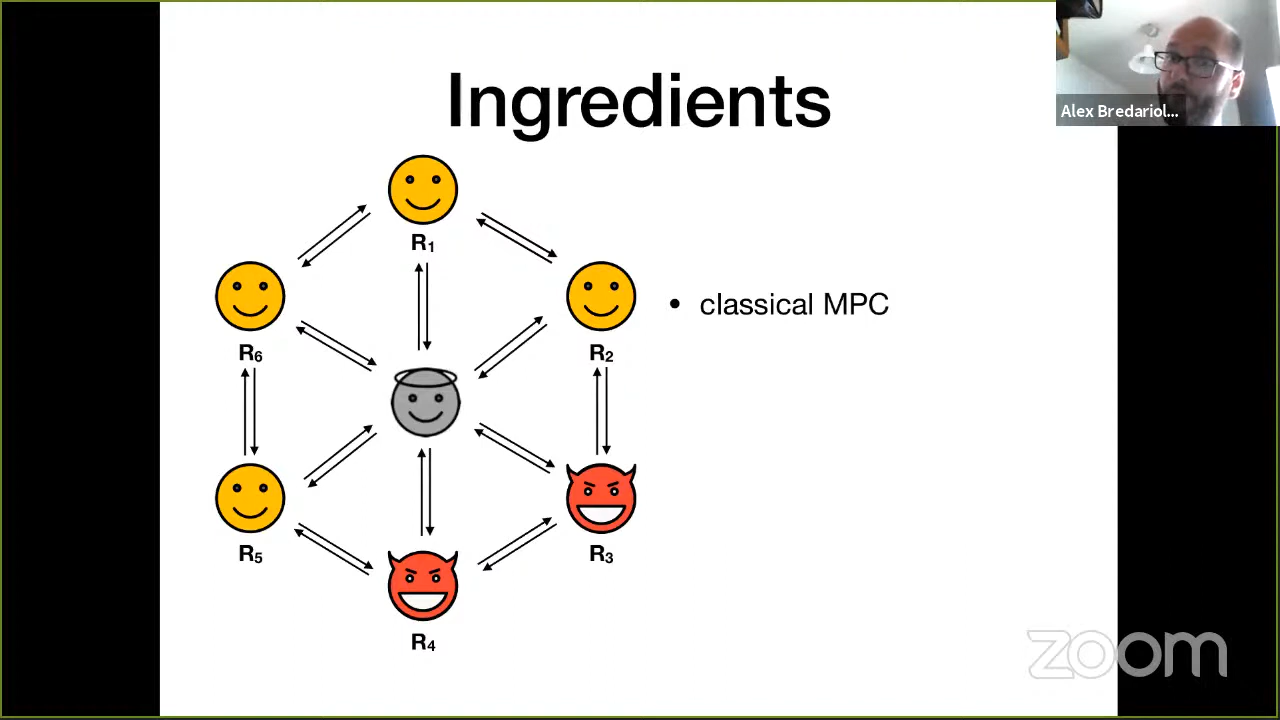 Ingredients
Alex Bredariol...
R1
R6
R2
• classical MPC
R5
R3
R4
zoom